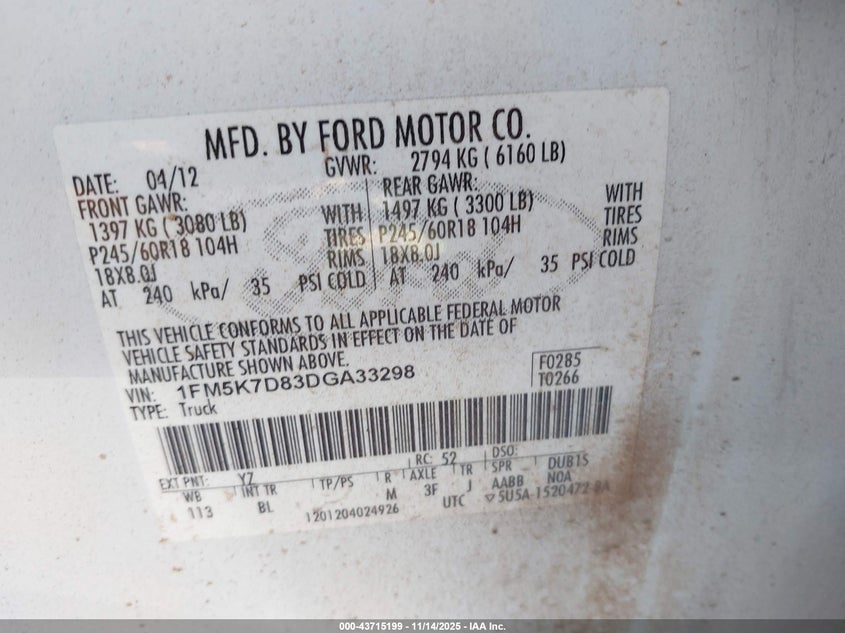 MFD. BY FORD MOTOR CO.
DATE: 04/12 GVWR: 2794 KG ( 6160 LB)
FRONT GAWR: REAR GAWR:
1397 KG ( 3080 LB) WITH 1497 KG ( 3300 LB) WITH
P245/60R18 104H TIRES P245/60R18 104H TIRES
18X8.0J RIMS 18X8.0J RIMS
AT 240 kPa/ 35 PSI COLD AT 240 kPa/ 35 PSI COLD
THIS VEHICLE CONFORMS TO ALL APPLICABLE FEDERAL MOTOR
VEHICLE SAFETY STANDARDS IN EFFECT ON THE DATE OF
MANUFACTURE SHOWN ABOVE.
VIN: 1FM5K7D83DGA33298 F0285
TYPE: Truck T0266
EXT PNT: YZ RC: 52 DSO:
WB INT TR TP/PS R AXLE TR SPR DUB1S
113 BL M 3F J AABB NOA
1201204024926 UTC ▽5U5A-1520472-BA
000-43715199 - 11/14/2025 - IAA Inc.